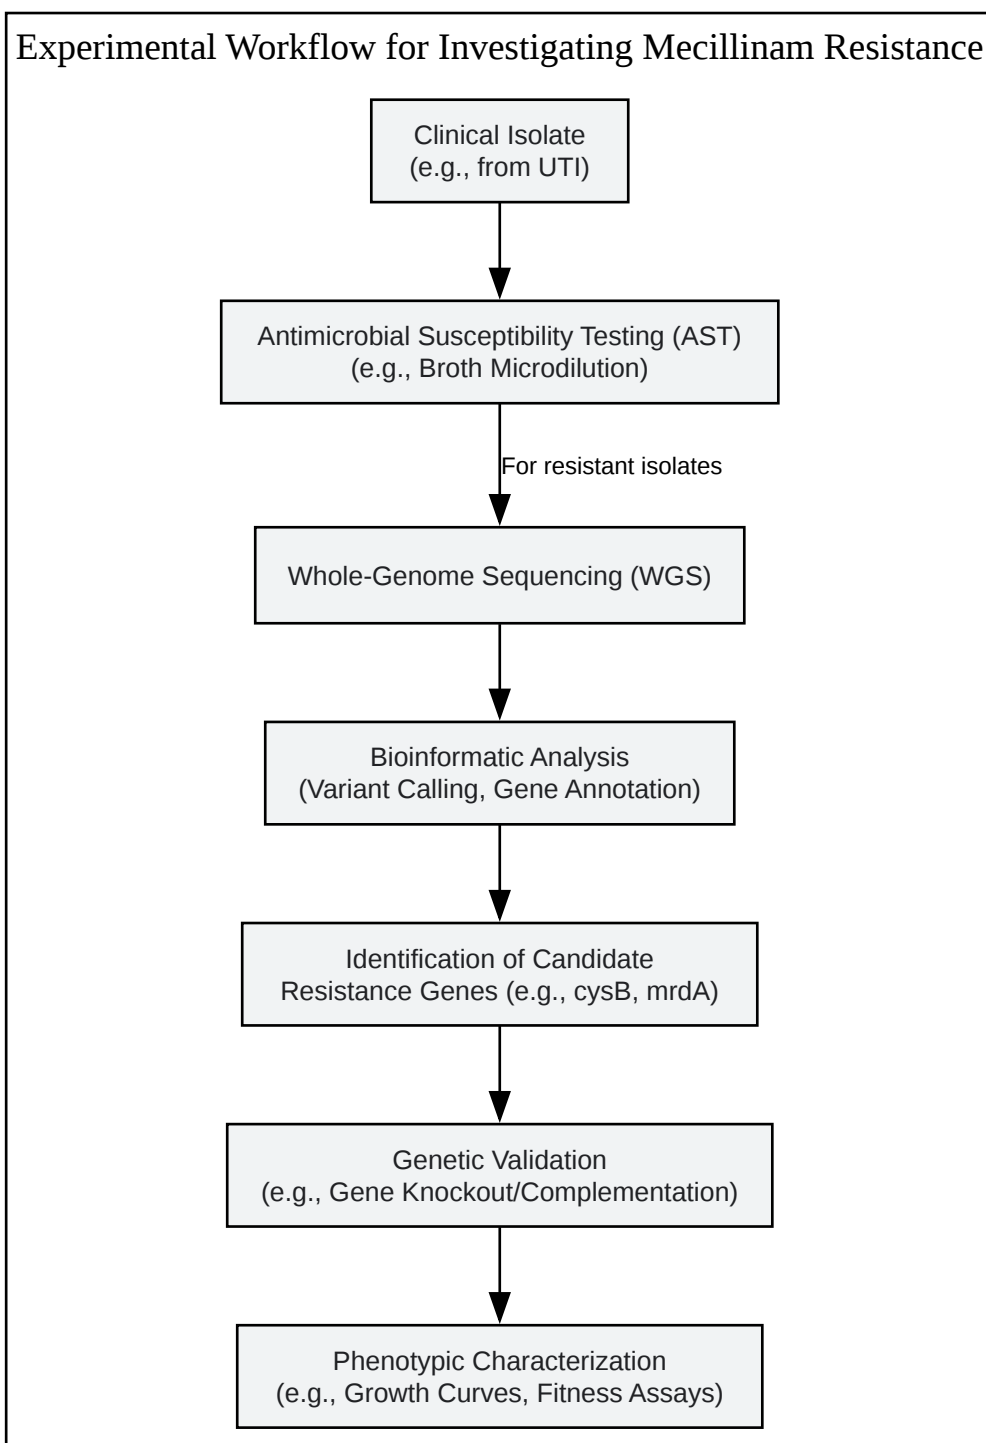 Experimental Workflow for Investigating Mecillinam Resistance
Clinical Isolate
(e.g., from UTI)
Antimicrobial Susceptibility Testing (AST)
(e.g., Broth Microdilution)
For resistant isolates
Whole-Genome Sequencing (WGS)
Bioinformatic Analysis
(Variant Calling, Gene Annotation)
Identification of Candidate
Resistance Genes (e.g., cysB, mrdA)
Genetic Validation
(e.g., Gene Knockout/Complementation)
Phenotypic Characterization
(e.g., Growth Curves, Fitness Assays)